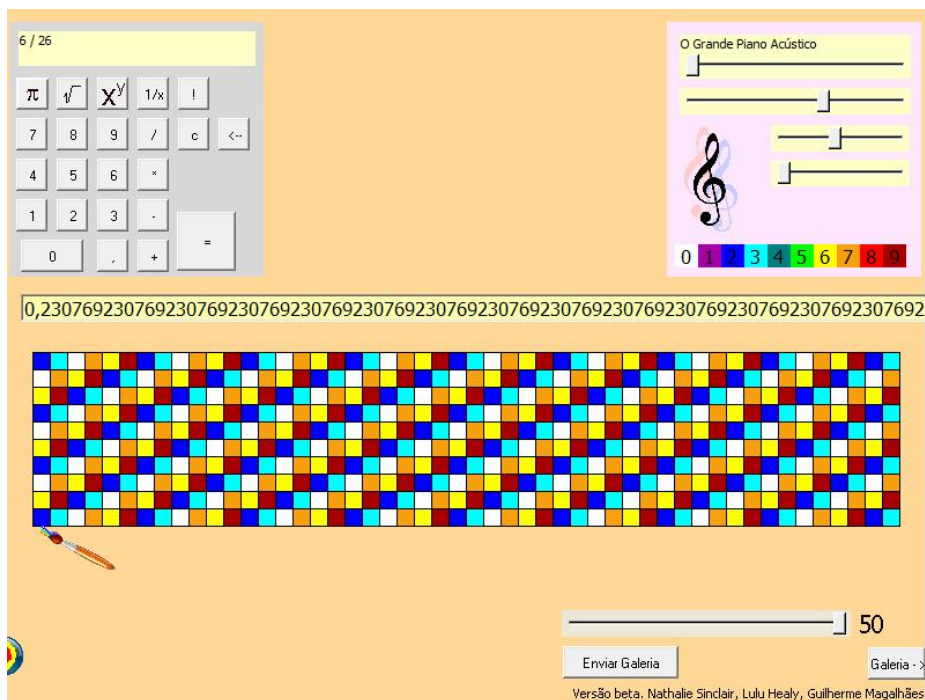 6 / 26
π √ X^y 1/x !
7 8 9 / c <--
4 5 6 * 
1 2 3 -
0 , + =
O Grande Piano Acústico
0 1 2 3 4 5 6 7 8 9
0,2307692307692307692307692307692307692307692307692307692307692307692307692307692307692
50
Enviar Galeria
Galeria ->
Versão beta. Nathalie Sinclair, Lulu Healy, Guilherme Magalhães